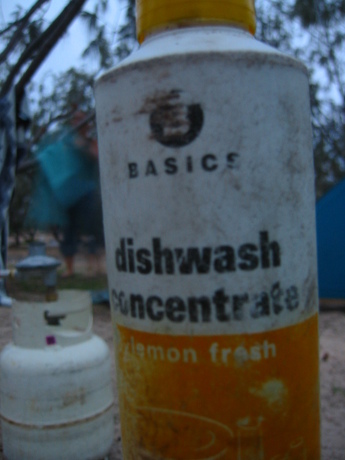 BASICS
dishwash
concentrate
lemon fresh